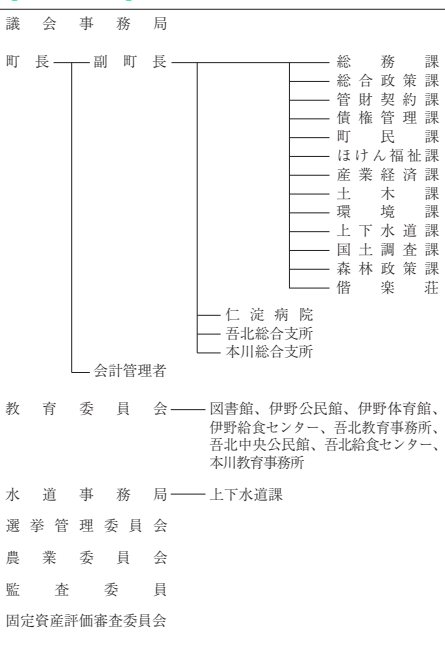 議会事務局
町長 副町長 総務課
総合政策課
管財契約課
債権管理課
町民課
ほけん福祉課
産業経済課
土木課
環境課
上下水道課
国土調査課
森林政策課
偕楽荘
仁淀病院
吾北総合支所
本川総合支所
会計管理者
教育委員会 図書館、伊野公民館、伊野体育館、
伊野給食センター、吾北教育事務所、
吾北中央公民館、吾北給食センター、
本川教育事務所
水道事務局 上下水道課
選挙管理委員会
農業委員会
監査委員
固定資産評価審査委員会